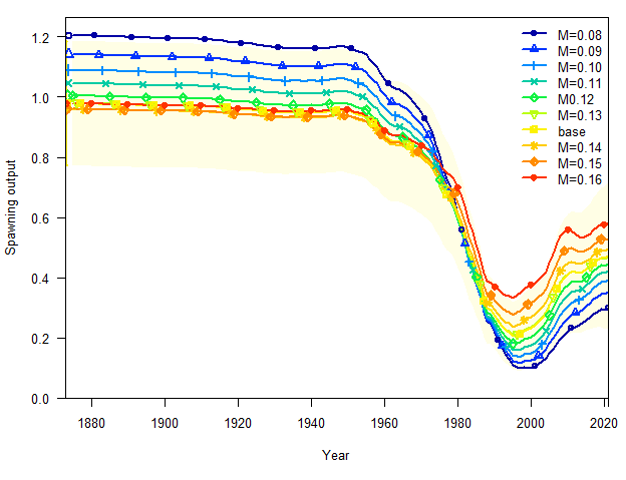 Spawning output
1.2
1.0
0.8
0.6
0.4
0.2
0.0
M=0.08
M=0.09
M=0.10
M=0.11
M0.12
M=0.13
base
M=0.14
M=0.15
M=0.16
1880 1900 1920 1940 1960 1980 2000 2020
Year